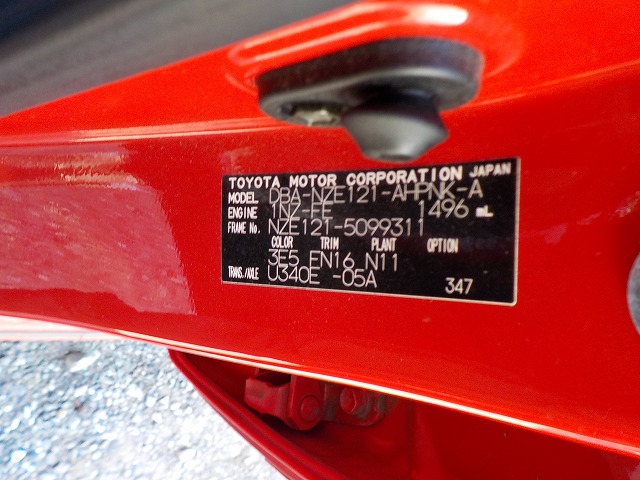 TOYOTA MOTOR CORPORATION JAPAN
MODEL DBA-NZE121-AHPNK-A
ENGINE 1NZ-FE 1496 mL
FRAME No. NZE121-5099311
COLOR TRIM PLANT OPTION
3E5 EN16 N11
TRANS./AXLE U340E -05A
347